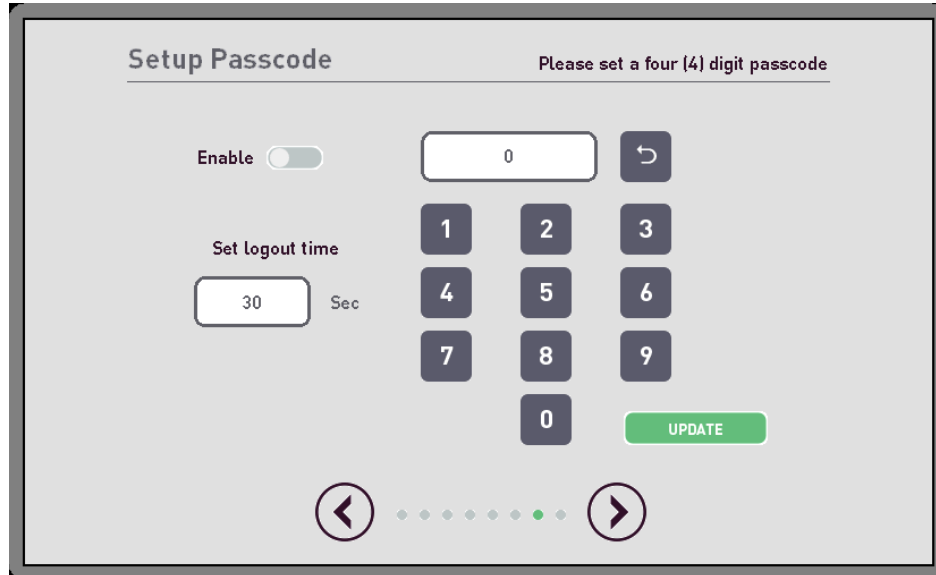 Setup Passcode
Please set a four (4) digit passcode
Enable
0
Set logout time
30 Sec
1 2 3
4 5 6
7 8 9
0
UPDATE